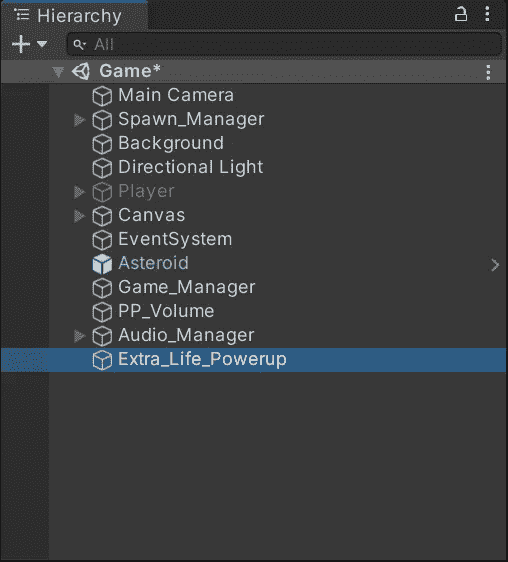 Hierarchy
All
Game*
Main Camera
Spawn_Manager
Background
Directional Light
Player
Canvas
EventSystem
Asteroid
Game_Manager
PP_Volume
Audio_Manager
Extra_Life_Powerup